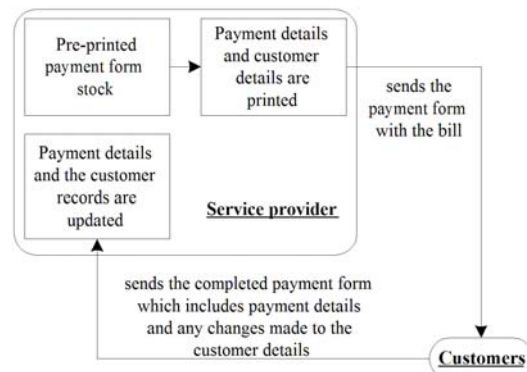 Pre-printed
payment form
stock
Payment details
and customer
details are
printed
sends the
payment form
with the bill
Payment details
and the customer
records are
updated
Service provider
sends the completed payment form
which includes payment details
and any changes made to the
customer details
Customers